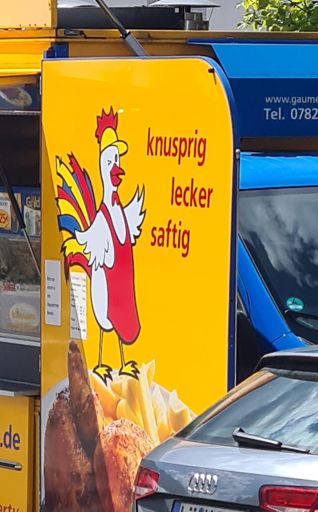 www.gaume
Tel. 0782
knusprig
lecker
saftig
.de